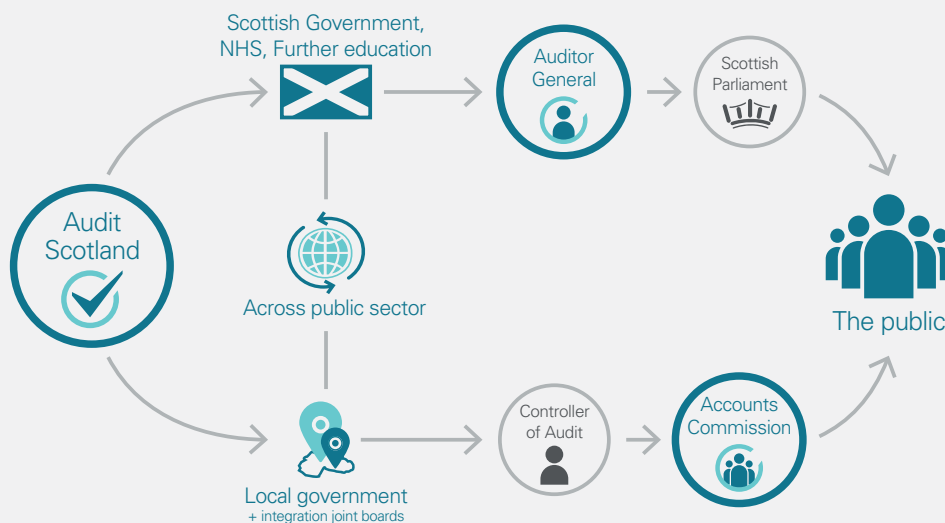 Scottish Government,
NHS, Further education
Auditor
General
Scottish
Parliament
Audit
Scotland
Across public sector
The public
Controller
of Audit
Accounts
Commission
Local government
+ integration joint boards